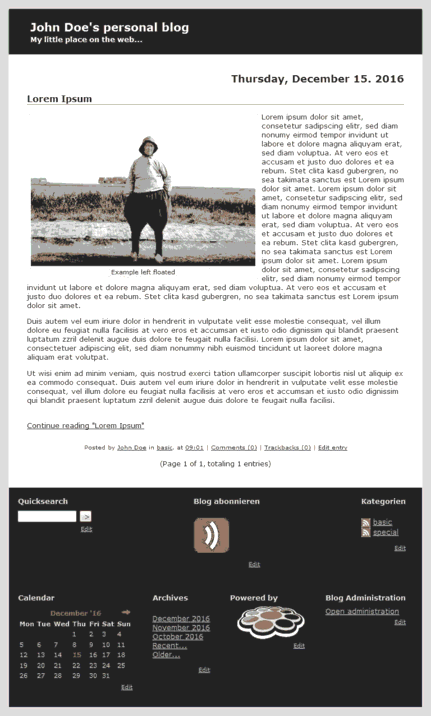 John Doe's personal blog
My little place on the web...
Thursday, December 15. 2016
Lorem Ipsum
Lorem ipsum dolor sit amet,
consetetur sadipscing elitr, sed diam
nonumy eirmod tempor invidunt ut
labore et dolore magna aliquyam erat,
sed diam voluptua. At vero eos et
accusam et justo duo dolores et ea
rebum. Stet clita kasd gubergren, no
sea takimata sanctus est Lorem ipsum
dolor sit amet. Lorem ipsum dolor sit
amet, consetetur sadipscing elitr, sed
diam nonumy eirmod tempor invidunt
ut labore et dolore magna aliquyam
erat, sed diam voluptua. At vero eos
et accusam et justo duo dolores et ea
rebum. Stet clita kasd gubergren, no
sea takimata sanctus est Lorem
ipsum dolor sit amet. Lorem ipsum
dolor sit amet, consetetur sadipscing
elitr, sed diam nonumy eirmod tempor
Example left floated
invidunt ut labore et dolore magna aliquyam erat, sed diam voluptua. At vero eos et accusam et
justo duo dolores et ea rebum. Stet clita kasd gubergren, no sea takimata sanctus est Lorem ipsum
dolor sit amet.
Duis autem vel eum iriure dolor in hendrerit in vulputate velit esse molestie consequat, vel illum
dolore eu feugiat nulla facilisis at vero eros et accumsan et iusto odio dignissim qui blandit praesent
luptatum zzril delenit augue duis dolore te feugait nulla facilisi. Lorem ipsum dolor sit amet,
consectetuer adipiscing elit, sed diam nonummy nibh euismod tincidunt ut laoreet dolore magna
aliquam erat volutpat.
Ut wisi enim ad minim veniam, quis nostrud exerci tation ullamcorper suscipit lobortis nisl ut aliquip ex
ea commodo consequat. Duis autem vel eum iriure dolor in hendrerit in vulputate velit esse molestie
consequat, vel illum dolore eu feugiat nulla facilisis at vero eros et accumsan et iusto odio dignissim
qui blandit praesent luptatum zzril delenit augue duis dolore te feugait nulla facilisi.
Continue reading "Lorem Ipsum"
Posted by John Doe in basic, at 09:01 | Comments (0) | Trackbacks (0) | Edit entry
(Page 1 of 1, totaling 1 entries)
Quicksearch
>
Edit
Blog abonnieren
Edit
Kategorien
basic
special
Edit
Calendar
December '16
Mon Tue Wed Thu Fri Sat Sun
1 2 3 4
5 6 7 8 9 10 11
12 13 14 15 16 17 18
19 20 21 22 23 24 25
26 27 28 29 30 31
Edit
Archives
December 2016
November 2016
October 2016
Recent...
Older...
Edit
Powered by
Edit
Blog Administration
Open administration
Edit